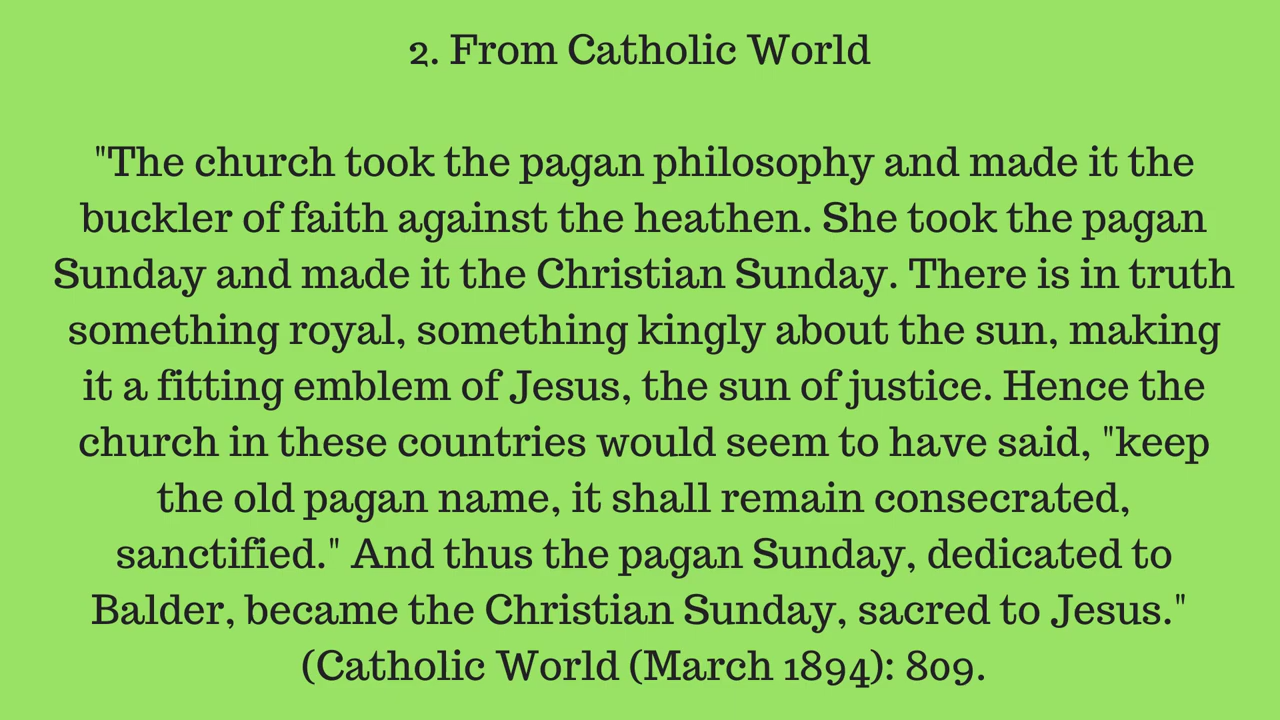 2. From Catholic World
"The church took the pagan philosophy and made it the
buckler of faith against the heathen. She took the pagan
Sunday and made it the Christian Sunday. There is in truth
something royal, something kingly about the sun, making
it a fitting emblem of Jesus, the sun of justice. Hence the
church in these countries would seem to have said, "keep
the old pagan name, it shall remain consecrated,
sanctified." And thus the pagan Sunday, dedicated to
Balder, became the Christian Sunday, sacred to Jesus."
(Catholic World (March 1894): 809.